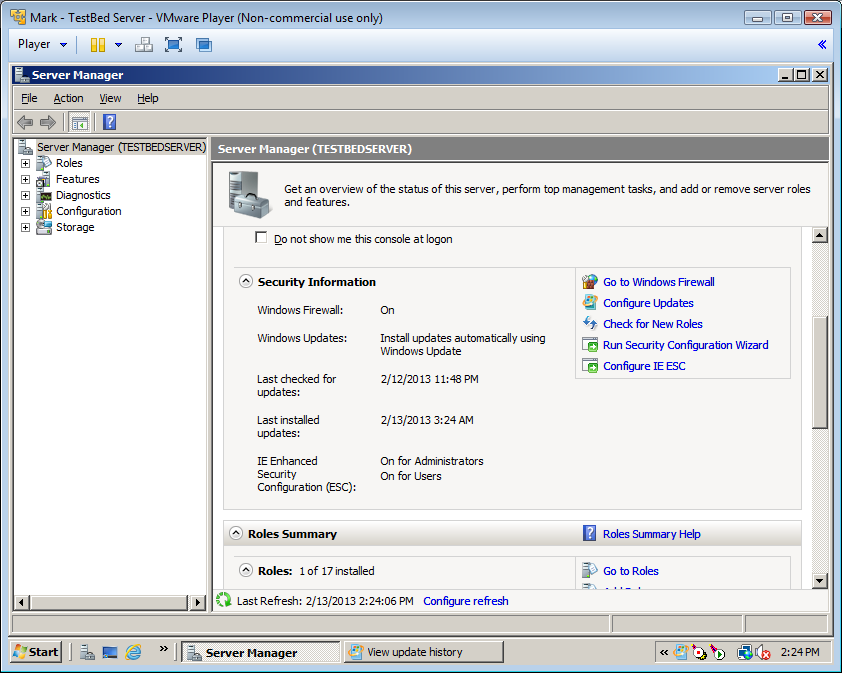 Mark - TestBed Server - VMware Player (Non-commercial use only)
Player
Server Manager
File Action View Help
Server Manager (TESTBEDSERVER)
Roles
Features
Diagnostics
Configuration
Storage
Server Manager (TESTBEDSERVER)
Get an overview of the status of this server, perform top management tasks, and add or remove server roles
and features.
Do not show me this console at logon
Security Information
Windows Firewall: On
Windows Updates: Install updates automatically using
Windows Update
Last checked for 2/12/2013 11:48 PM
updates:
Last installed 2/13/2013 3:24 AM
updates:
IE Enhanced On for Administrators
Security On for Users
Configuration (ESC):
Go to Windows Firewall
Configure Updates
Check for New Roles
Run Security Configuration Wizard
Configure IE ESC
Roles Summary
Roles Summary Help
Roles: 1 of 17 installed
Go to Roles
Last Refresh: 2/13/2013 2:24:06 PM Configure refresh
Start
Server Manager
View update history
2:24 PM